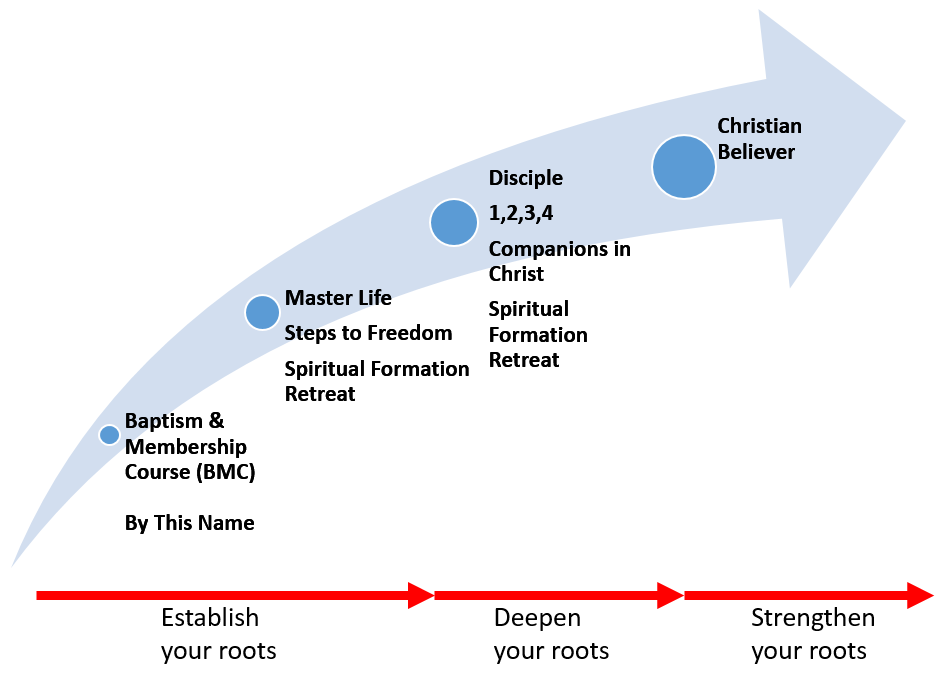 Baptism &
Membership
Course (BMC)
By This Name
Master Life
Steps to Freedom
Spiritual Formation
Retreat
Disciple
1,2,3,4
Companions in
Christ
Spiritual
Formation
Retreat
Christian
Believer
Establish
your roots
Deepen
your roots
Strengthen
your roots